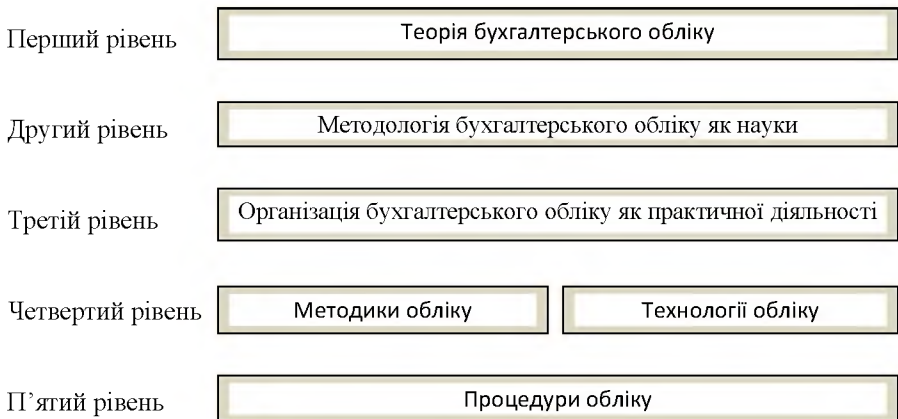 Перший рівень Теорія бухгалтерського обліку
Другий рівень Методологія бухгалтерського обліку як науки
Третій рівень Організація бухгалтерського обліку як практичної діяльності
Четвертий рівень Методики обліку Технології обліку
П’ятий рівень Процедури обліку